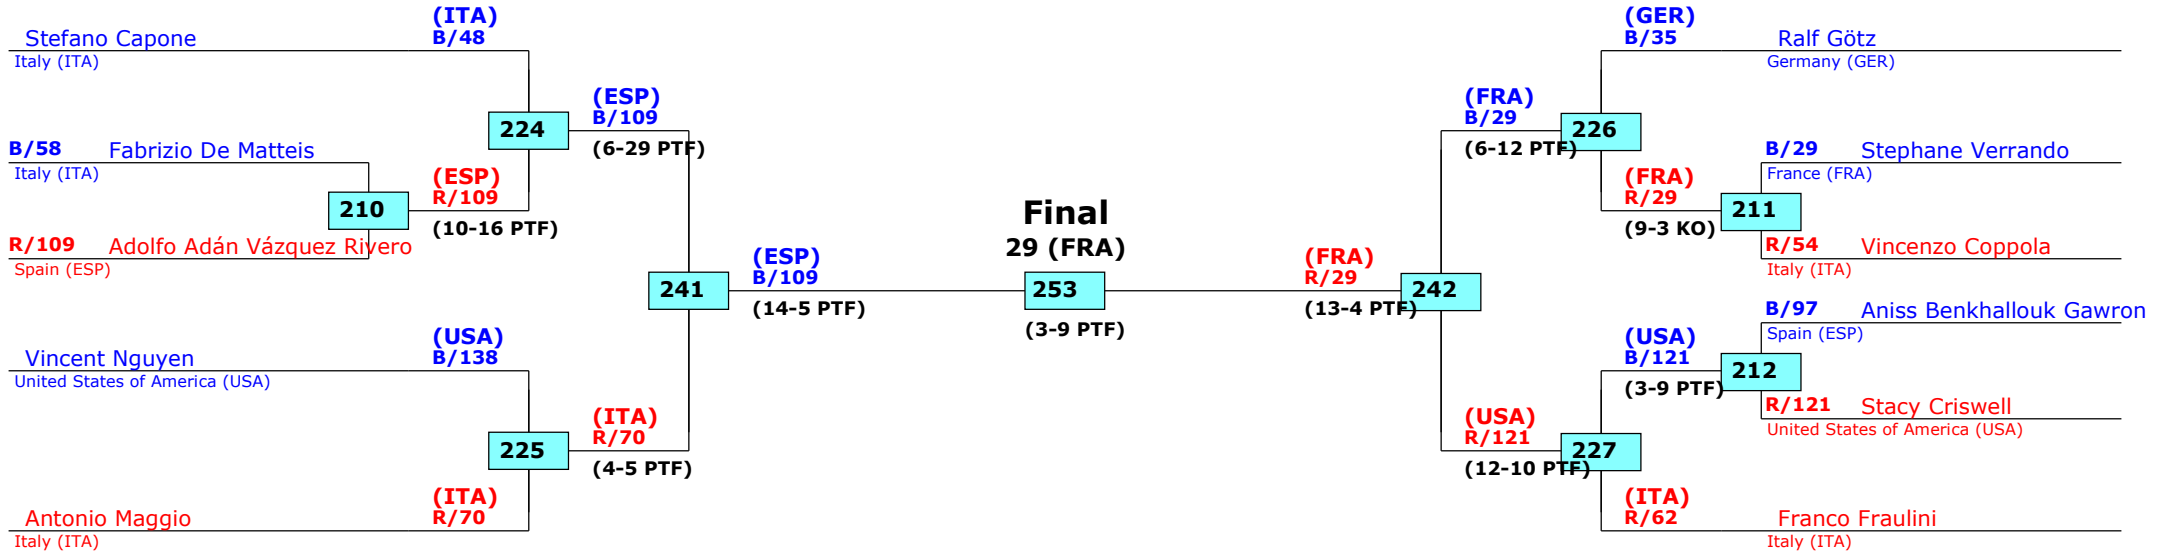 (ITA)
Stefano Capone B/48
Italy (ITA)
(ESP)
B/109
224
(6-29 PTF)
B/58 Fabrizio De Matteis
Italy (ITA)
(ESP)
R/109
210
(10-16 PTF)
R/109 Adolfo Adán Vázquez Rivero
Spain (ESP)
(ESP)
B/109
241
(14-5 PTF)
(USA)
Vincent Nguyen B/138
United States of America (USA)
(ITA)
R/70
225
(4-5 PTF)
(ITA)
Antonio Maggio R/70
Italy (ITA)
Final
29 (FRA)
253
(3-9 PTF)
(GER)
B/35 Ralf Götz
Germany (GER)
(FRA)
B/29
226
(6-12 PTF)
B/29 Stephane Verrando
France (FRA)
(FRA)
R/29
211
(9-3 KO)
R/54 Vincenzo Coppola
Italy (ITA)
(FRA)
R/29
242
(13-4 PTF)
B/97 Aniss Benkhallouk Gawron
Spain (ESP)
(USA)
B/121
212
(3-9 PTF)
R/121 Stacy Criswell
United States of America (USA)
(USA)
R/121
227
(12-10 PTF)
(ITA)
R/62 Franco Fraulini
Italy (ITA)